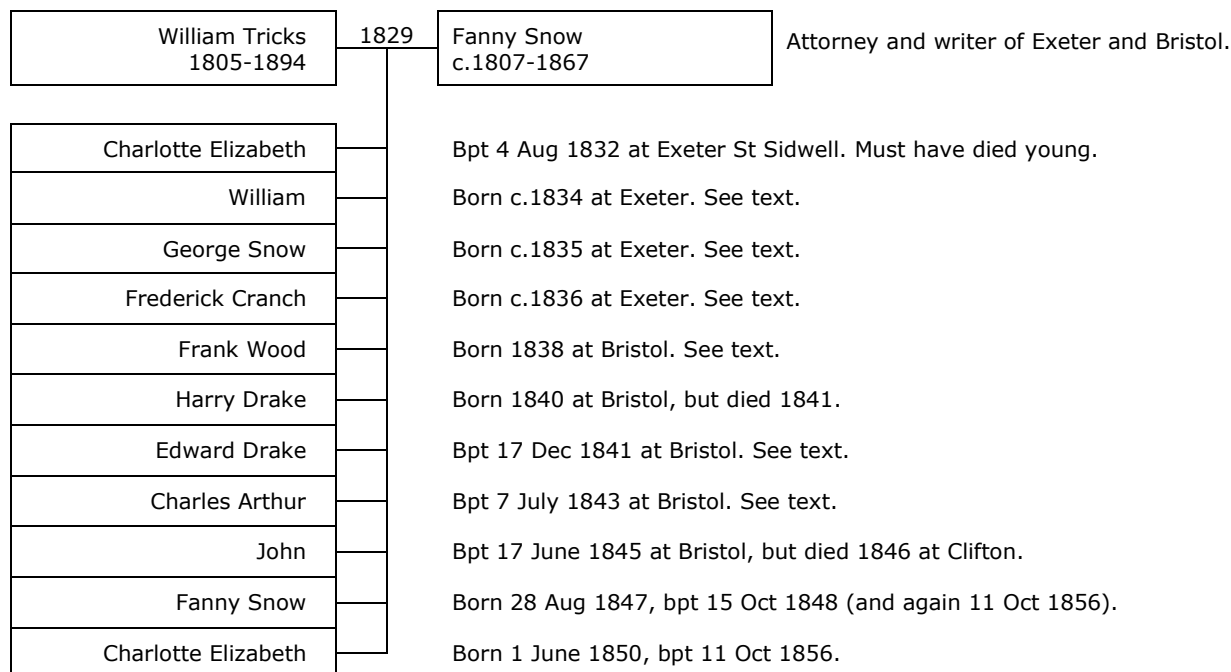 William Tricks
1805-1894
1829
Fanny Snow
c.1807-1867
Attorney and writer of Exeter and Bristol.
Charlotte Elizabeth Bpt 4 Aug 1832 at Exeter St Sidwell. Must have died young.
William Born c.1834 at Exeter. See text.
George Snow Born c.1835 at Exeter. See text.
Frederick Cranch Born c.1836 at Exeter. See text.
Frank Wood Born 1838 at Bristol. See text.
Harry Drake Born 1840 at Bristol, but died 1841.
Edward Drake Bpt 17 Dec 1841 at Bristol. See text.
Charles Arthur Bpt 7 July 1843 at Bristol. See text.
John Bpt 17 June 1845 at Bristol, but died 1846 at Clifton.
Fanny Snow Born 28 Aug 1847, bpt 15 Oct 1848 (and again 11 Oct 1856).
Charlotte Elizabeth Born 1 June 1850, bpt 11 Oct 1856.